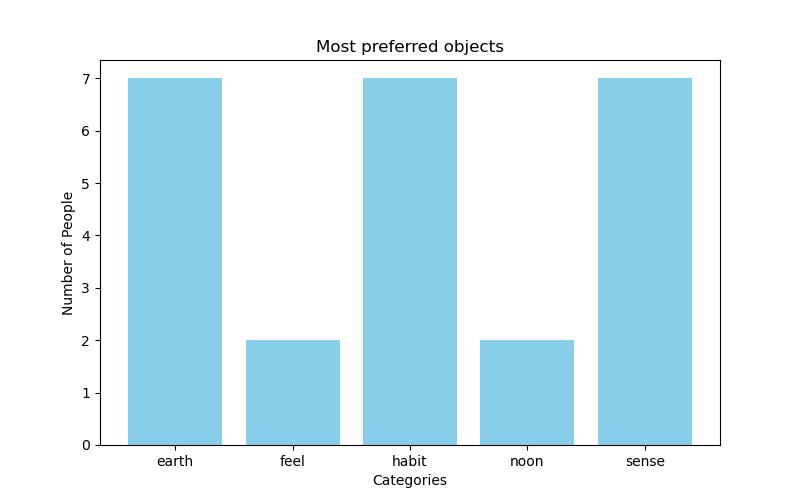 Most preferred objects
Number of People
7
6
5
4
3
2
1
0
earth feel habit noon sense
Categories